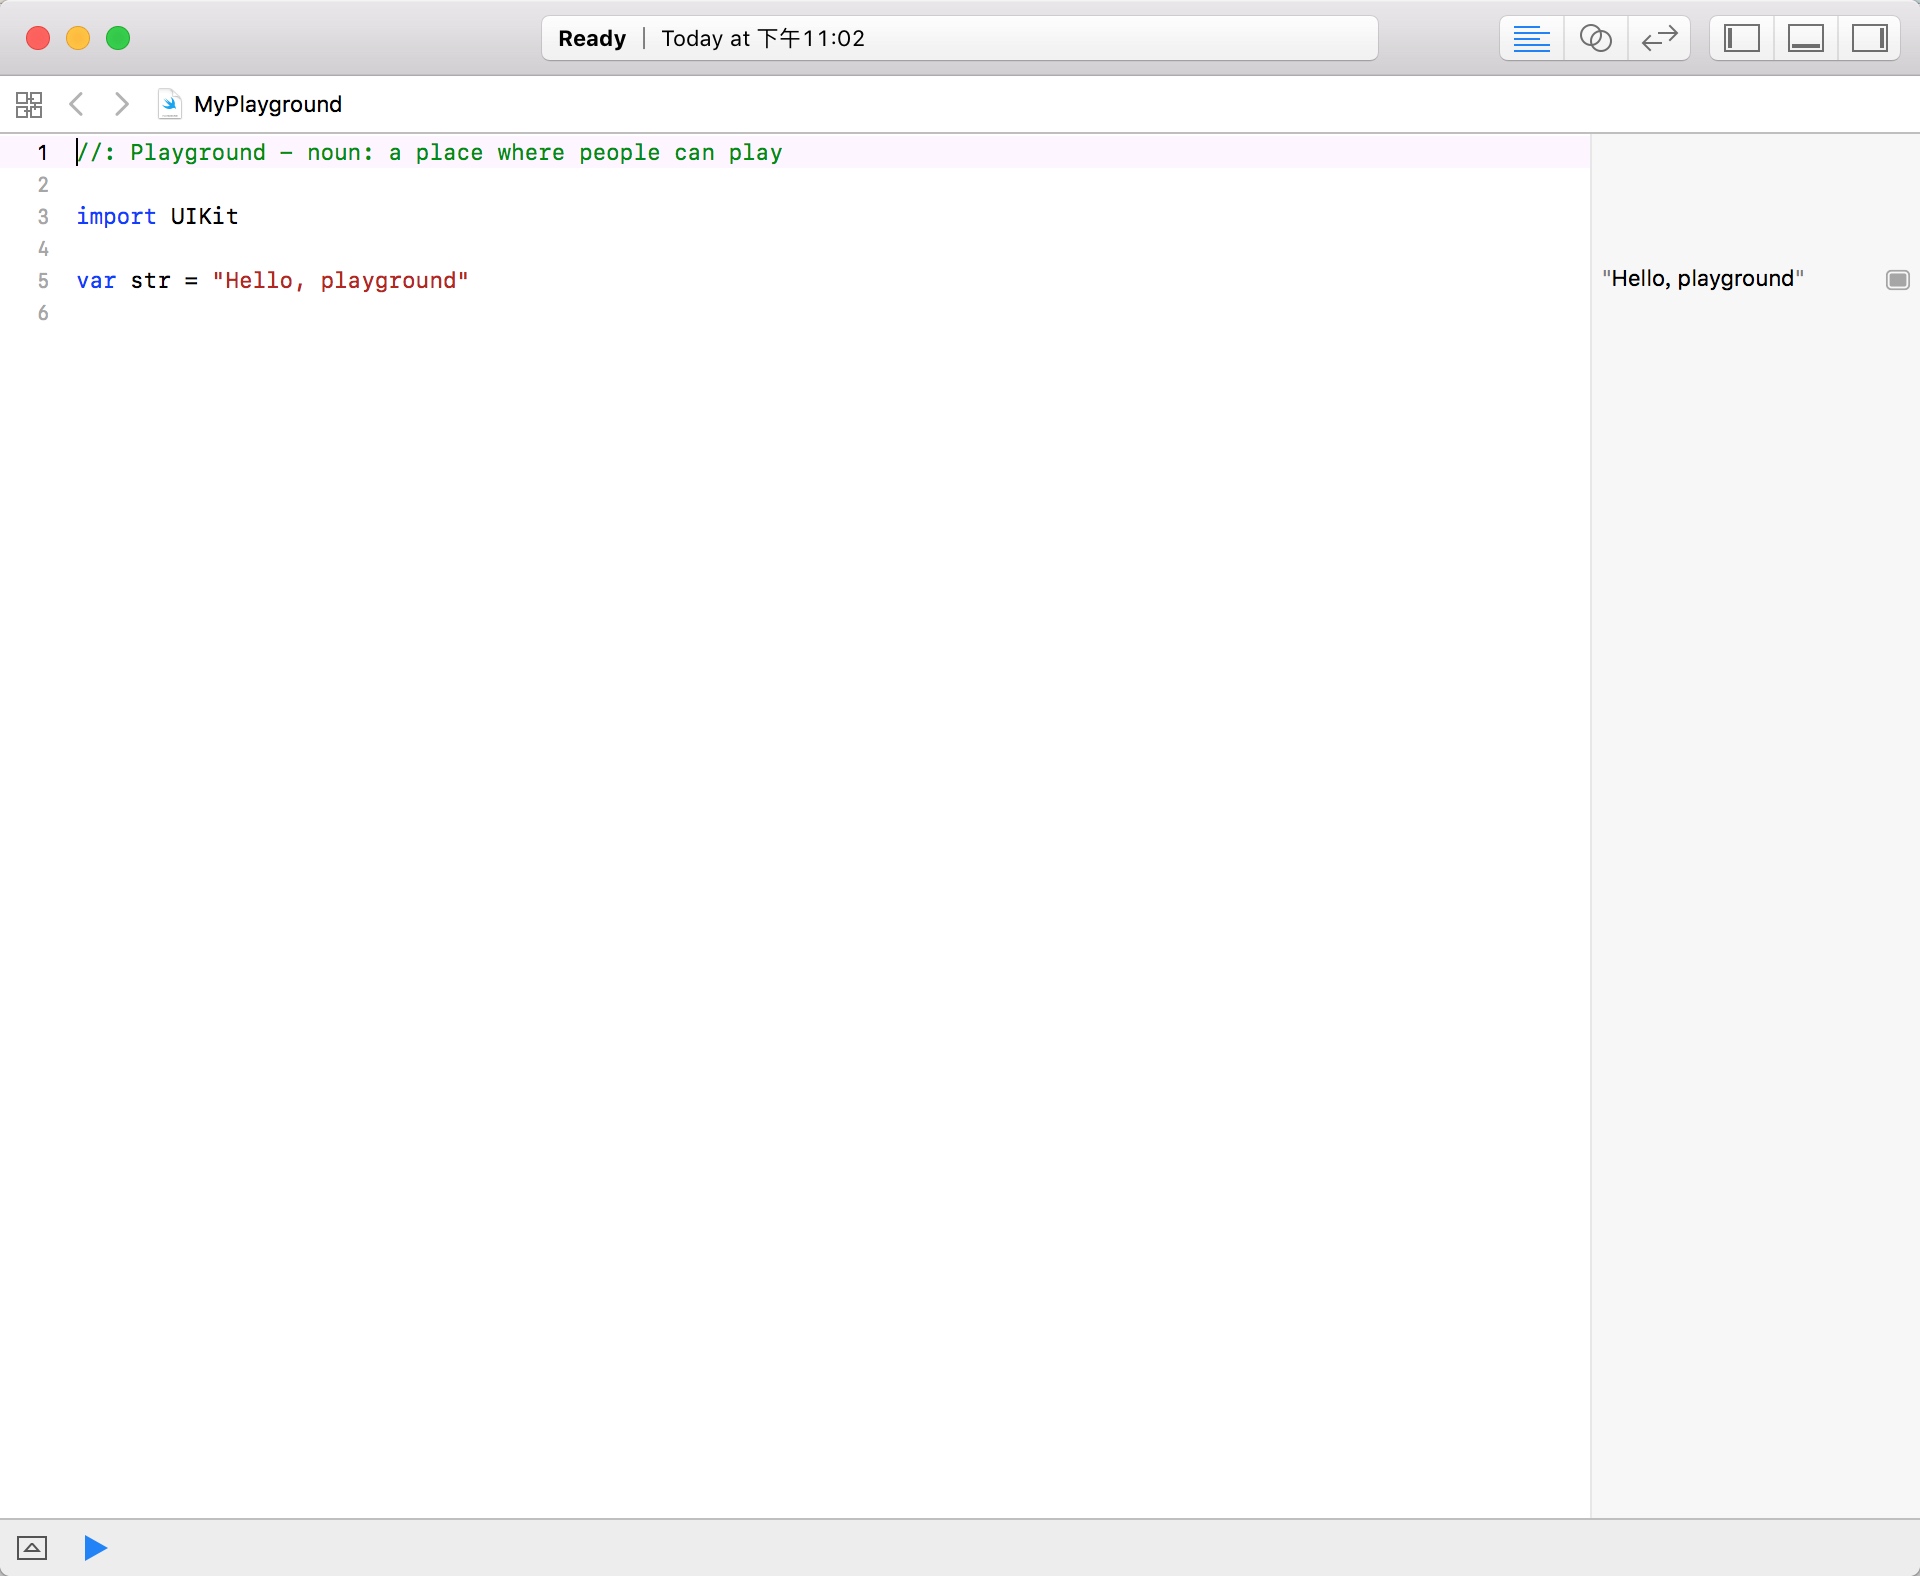 Ready | Today at 下午11:02
MyPlayground
1 //: Playground - noun: a place where people can play
2
3 import UIKit
4
5 var str = "Hello, playground"
"Hello, playground"
6